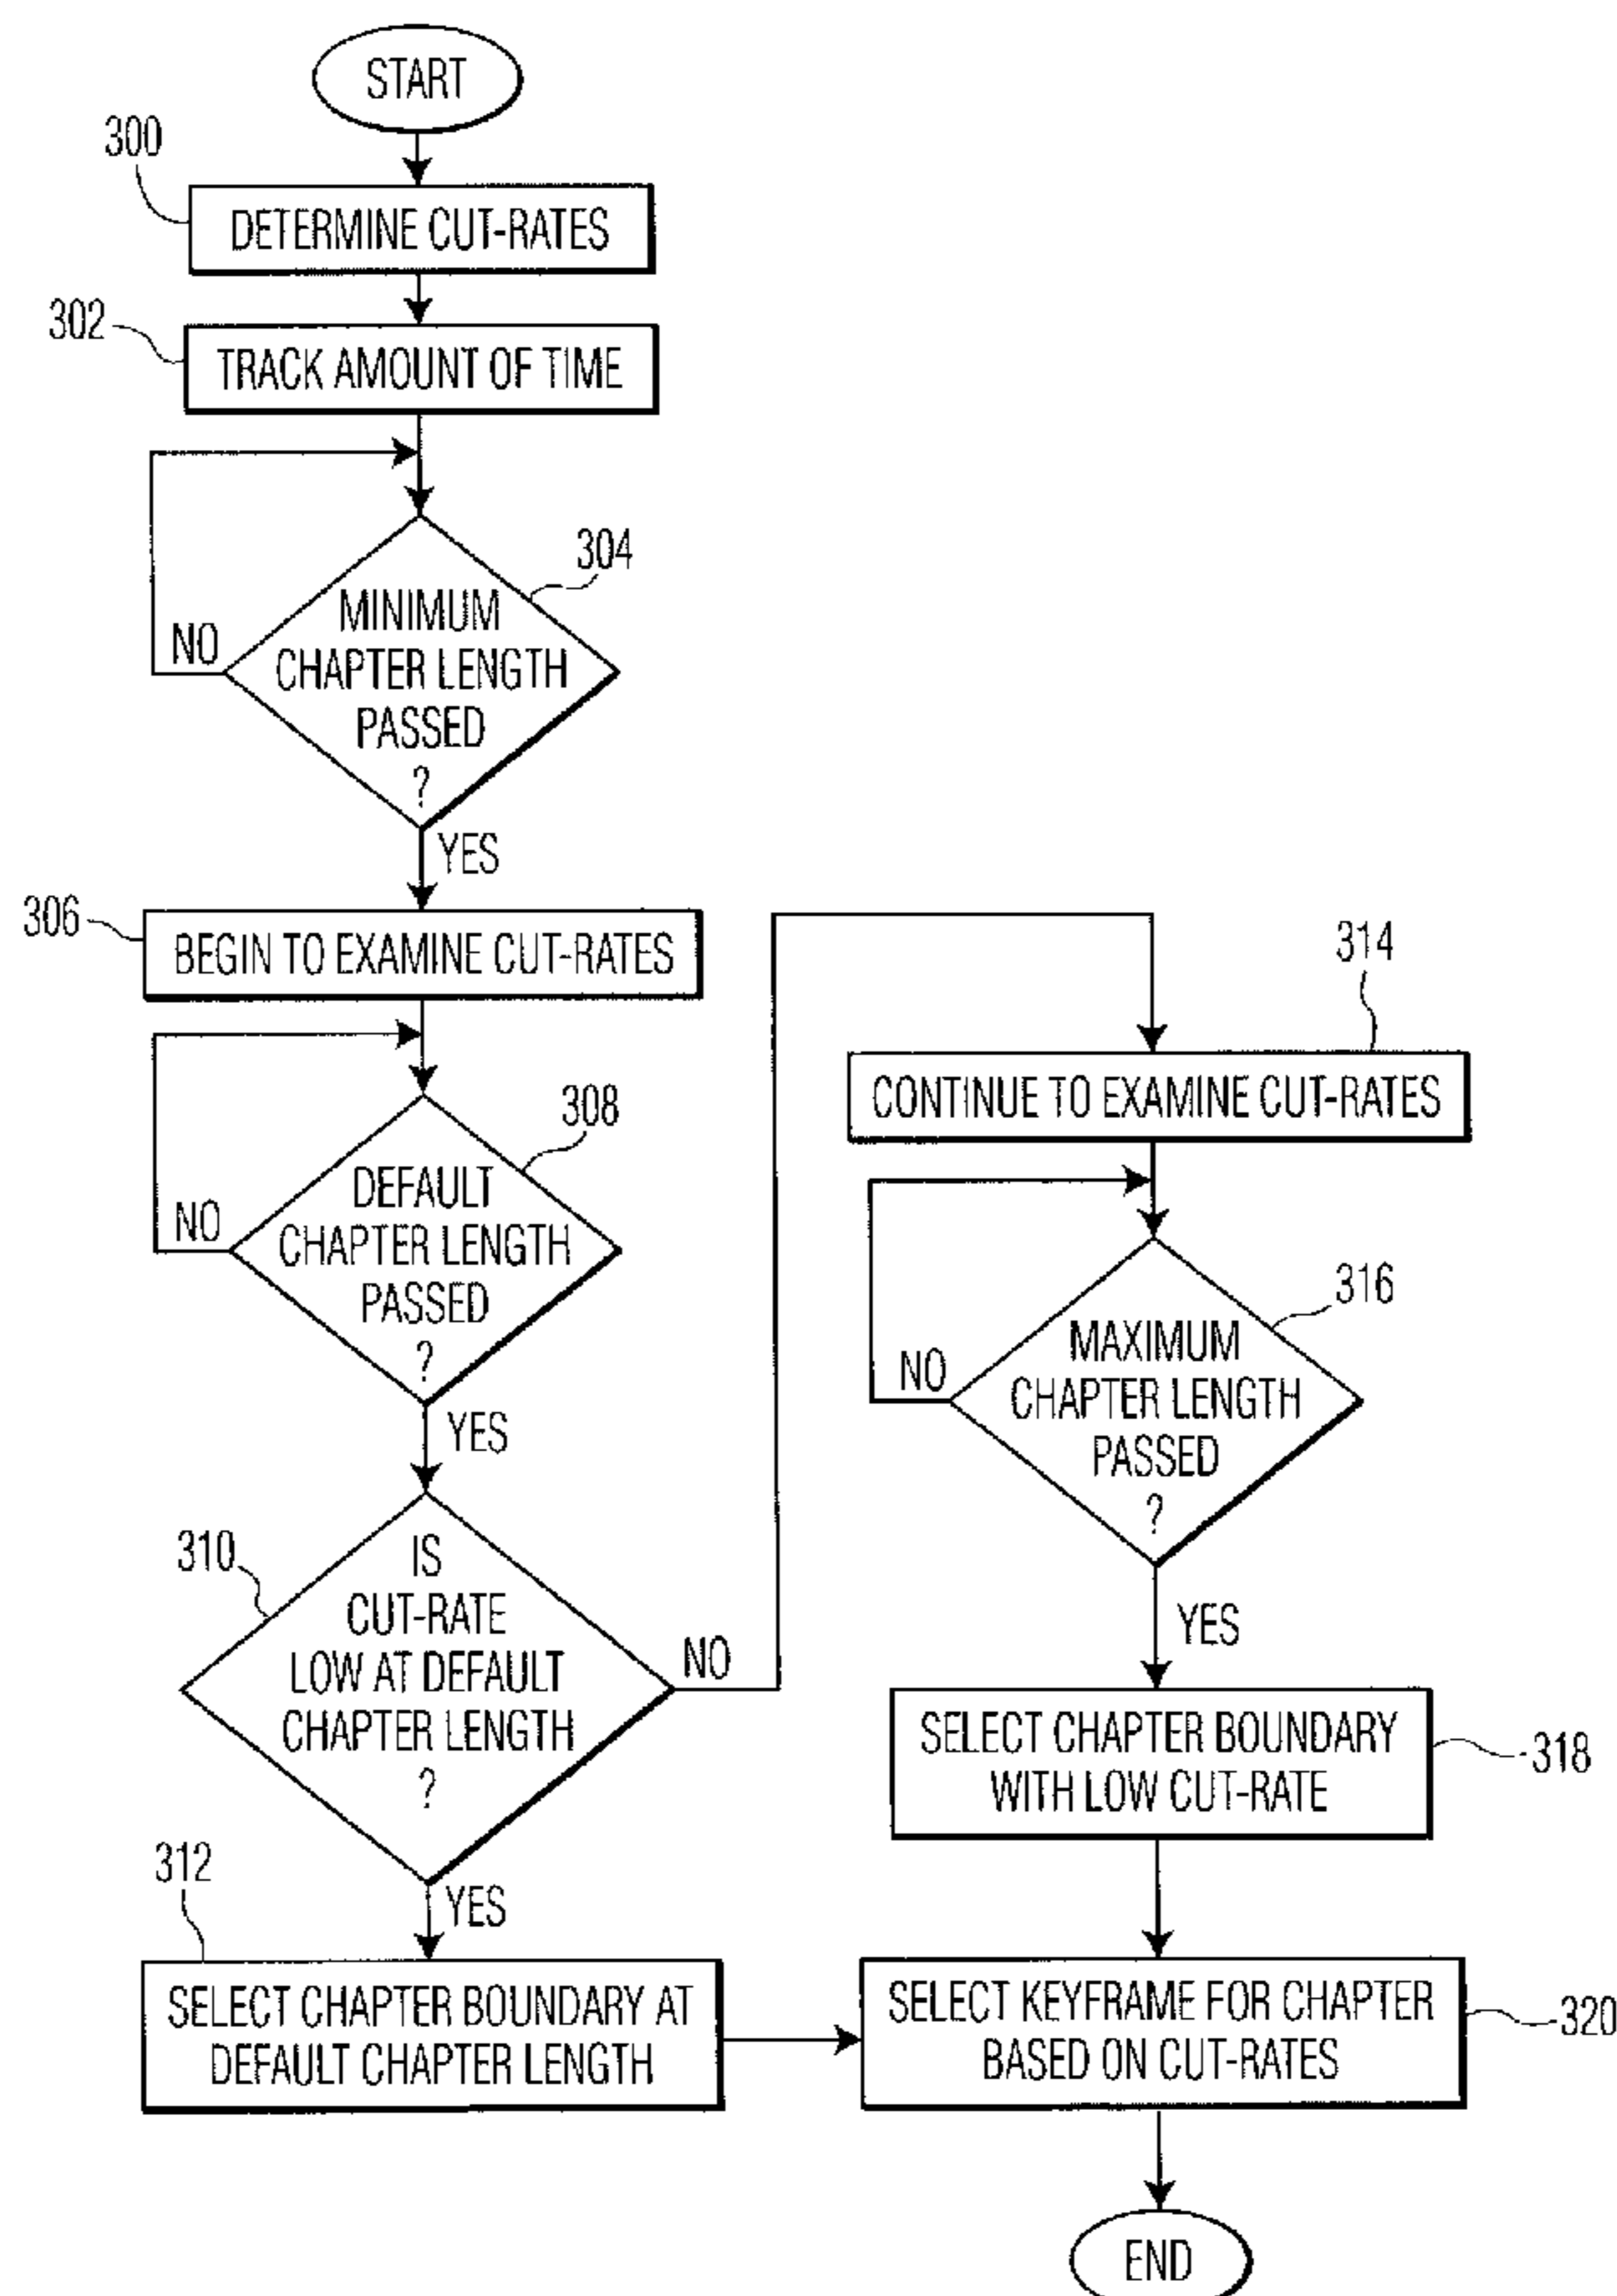 START
300
DETERMINE CUT-RATES
302
TRACK AMOUNT OF TIME
304
MINIMUM
CHAPTER LENGTH
PASSED
?
NO
YES
306
BEGIN TO EXAMINE CUT-RATES
308
DEFAULT
CHAPTER LENGTH
PASSED
?
NO
YES
310
IS
CUT-RATE
LOW AT DEFAULT
CHAPTER LENGTH
?
NO
YES
312
SELECT CHAPTER BOUNDARY AT
DEFAULT CHAPTER LENGTH
314
CONTINUE TO EXAMINE CUT-RATES
316
MAXIMUM
CHAPTER LENGTH
PASSED
?
NO
YES
SELECT CHAPTER BOUNDARY
WITH LOW CUT-RATE
318
SELECT KEYFRAME FOR CHAPTER
BASED ON CUT-RATES
320
END